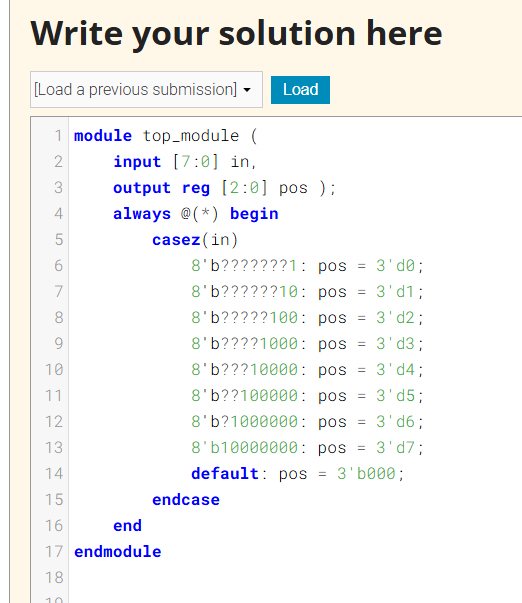 Write your solution here
[Load a previous submission] Load
1 module top_module (
2 input [7:0] in,
3 output reg [2:0] pos );
4 always @(*) begin
5 casez(in)
6 8'b???????1: pos = 3'd0;
7 8'b??????10: pos = 3'd1;
8 8'b?????100: pos = 3'd2;
9 8'b????1000: pos = 3'd3;
10 8'b???10000: pos = 3'd4;
11 8'b??100000: pos = 3'd5;
12 8'b?1000000: pos = 3'd6;
13 8'b10000000: pos = 3'd7;
14 default: pos = 3'b000;
15 endcase
16 end
17 endmodule
18
19